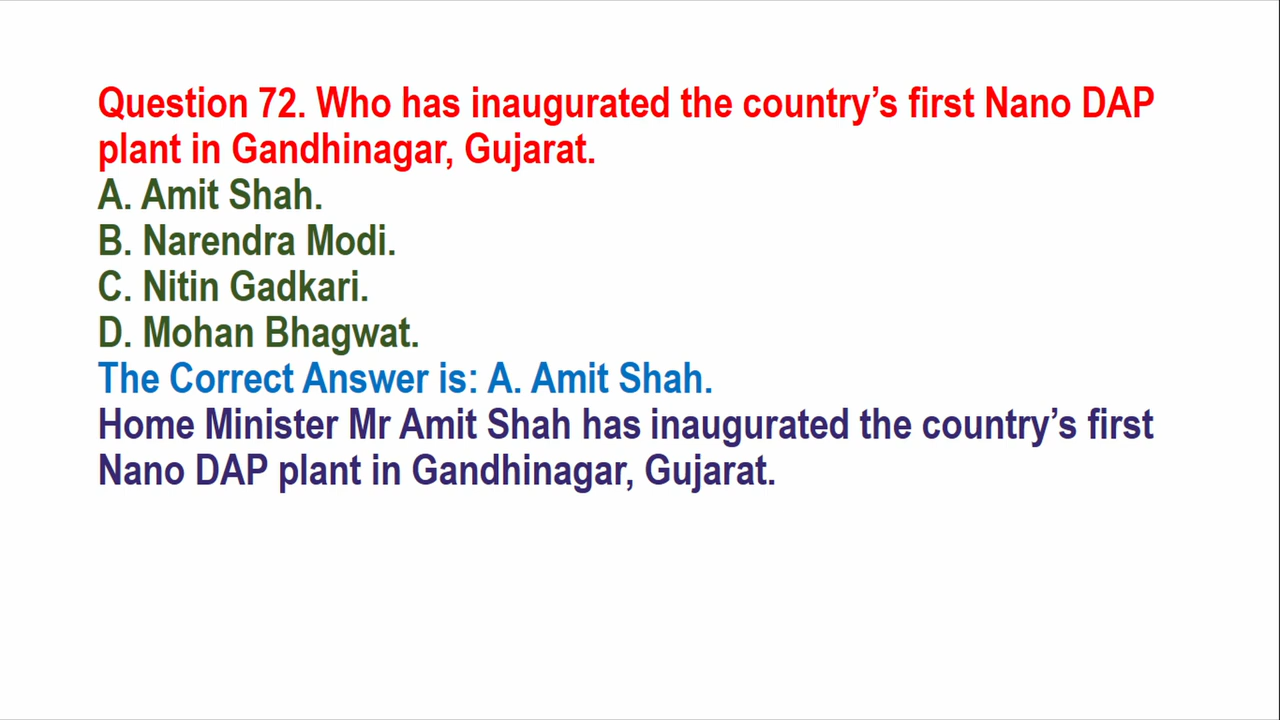 Question 72. Who has inaugurated the country’s first Nano DAP
plant in Gandhinagar, Gujarat.
A. Amit Shah.
B. Narendra Modi.
C. Nitin Gadkari.
D. Mohan Bhagwat.
The Correct Answer is: A. Amit Shah.
Home Minister Mr Amit Shah has inaugurated the country’s first
Nano DAP plant in Gandhinagar, Gujarat.